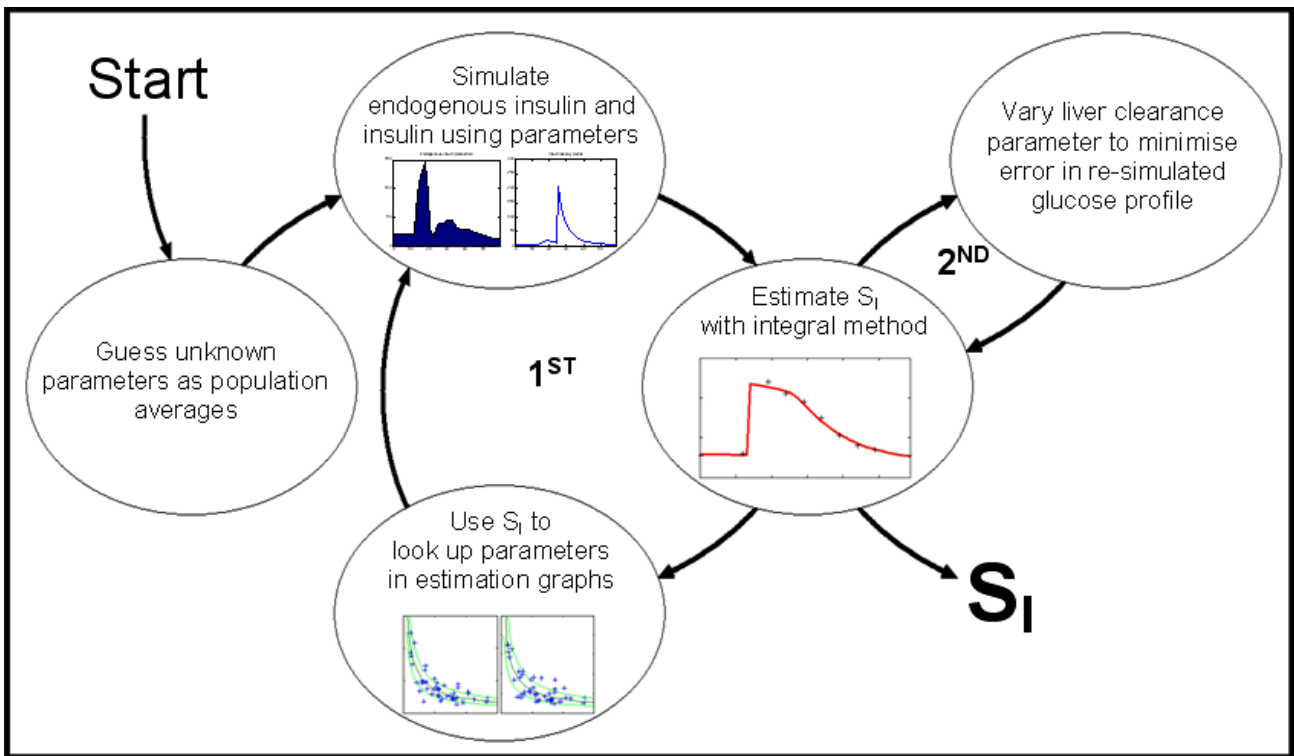 Start
Simulate
endogenous insulin and
insulin using parameters
Vary liver clearance
parameter to minimise
error in re-simulated
glucose profile
2ND
Estimate SI
with integral method
Guess unknown
parameters as population
averages
1ST
Use SI to
look up parameters
in estimation graphs
SI